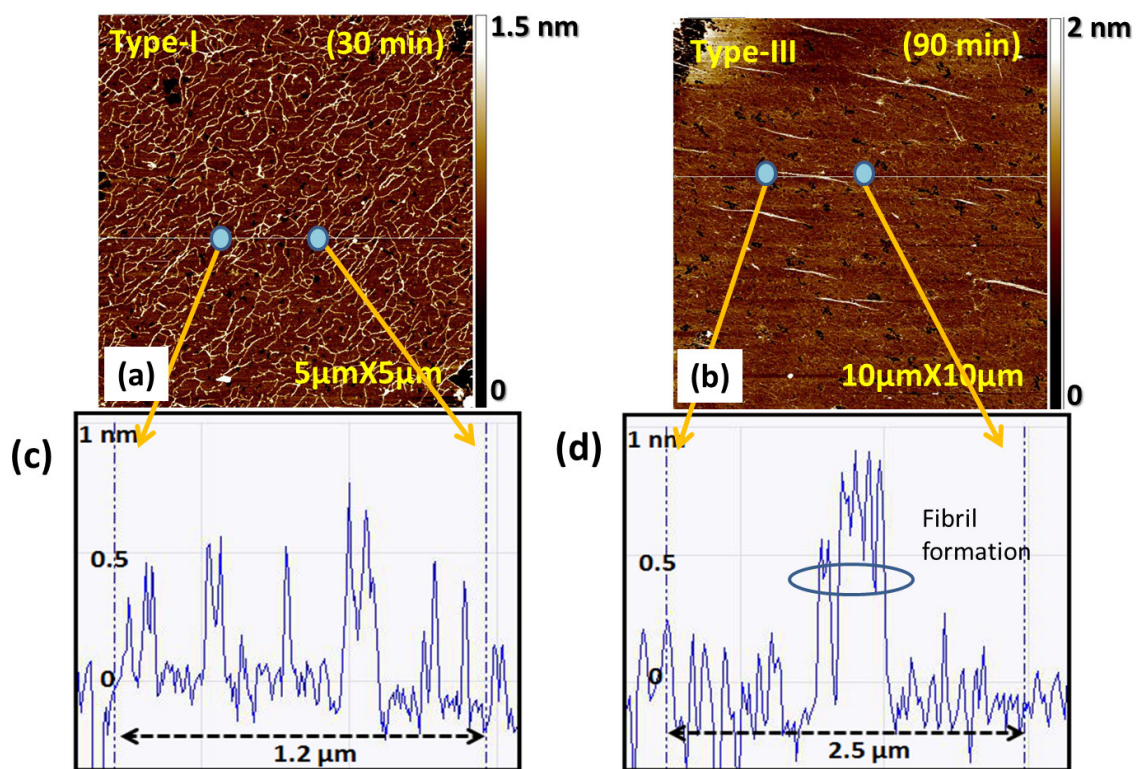 Type-I (30 min)
1.5 nm
0
(a)
5µmX5µm
Type-III (90 min)
2 nm
0
(b)
10µmX10µm
(c)
1 nm
0.5
0
1.2 µm
(d)
1 nm
0.5
0
Fibril
formation
2.5 µm